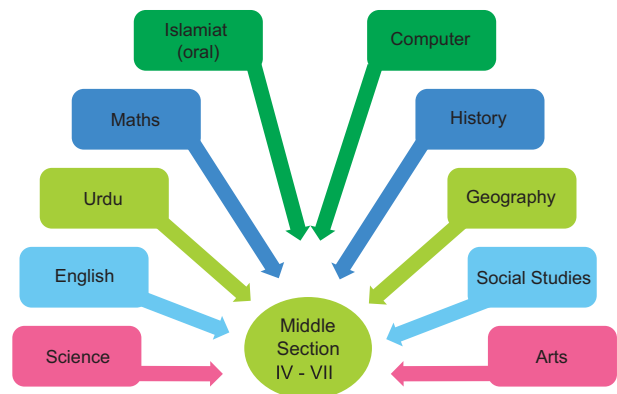 Islamiat
(oral)
Computer
Maths
History
Urdu
Geography
English
Social Studies
Science
Middle
Section
IV - VII
Arts